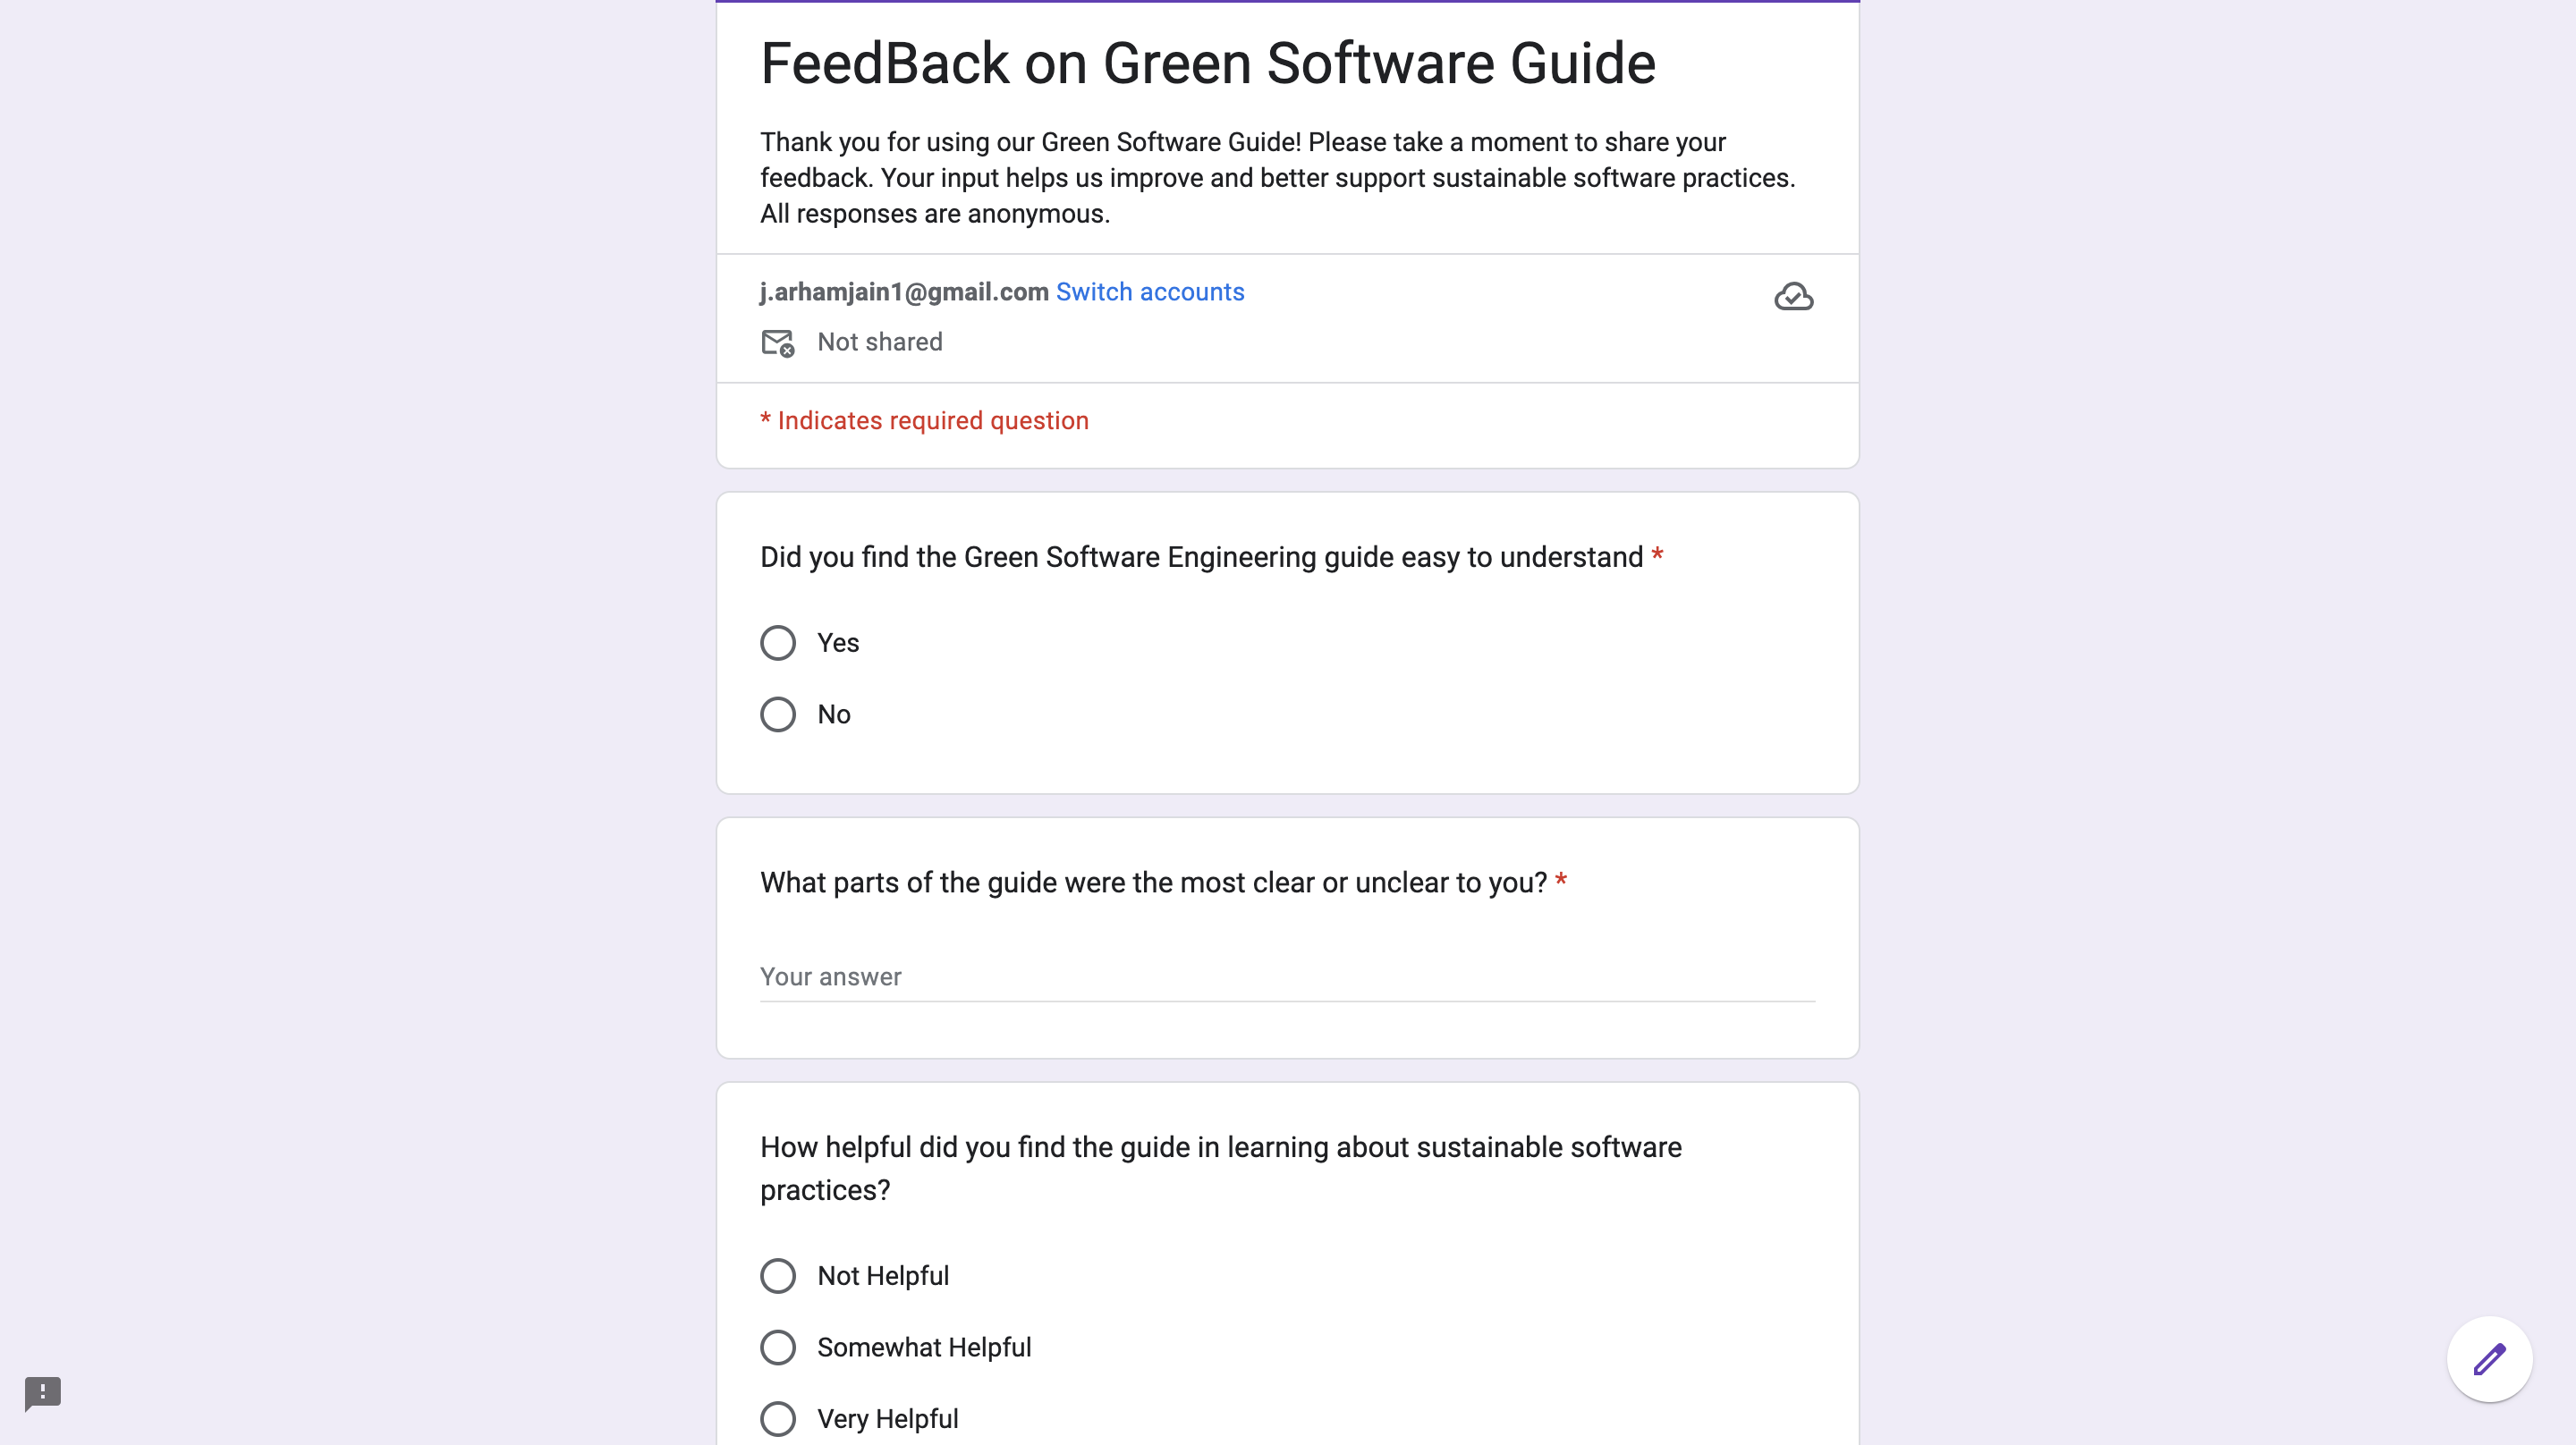 FeedBack on Green Software Guide
Thank you for using our Green Software Guide! Please take a moment to share your
feedback. Your input helps us improve and better support sustainable software practices.
All responses are anonymous.
j.arhamjain1@gmail.com Switch accounts
Not shared
* Indicates required question
Did you find the Green Software Engineering guide easy to understand *
Yes
No
What parts of the guide were the most clear or unclear to you? *
Your answer
How helpful did you find the guide in learning about sustainable software
practices?
Not Helpful
Somewhat Helpful
Very Helpful